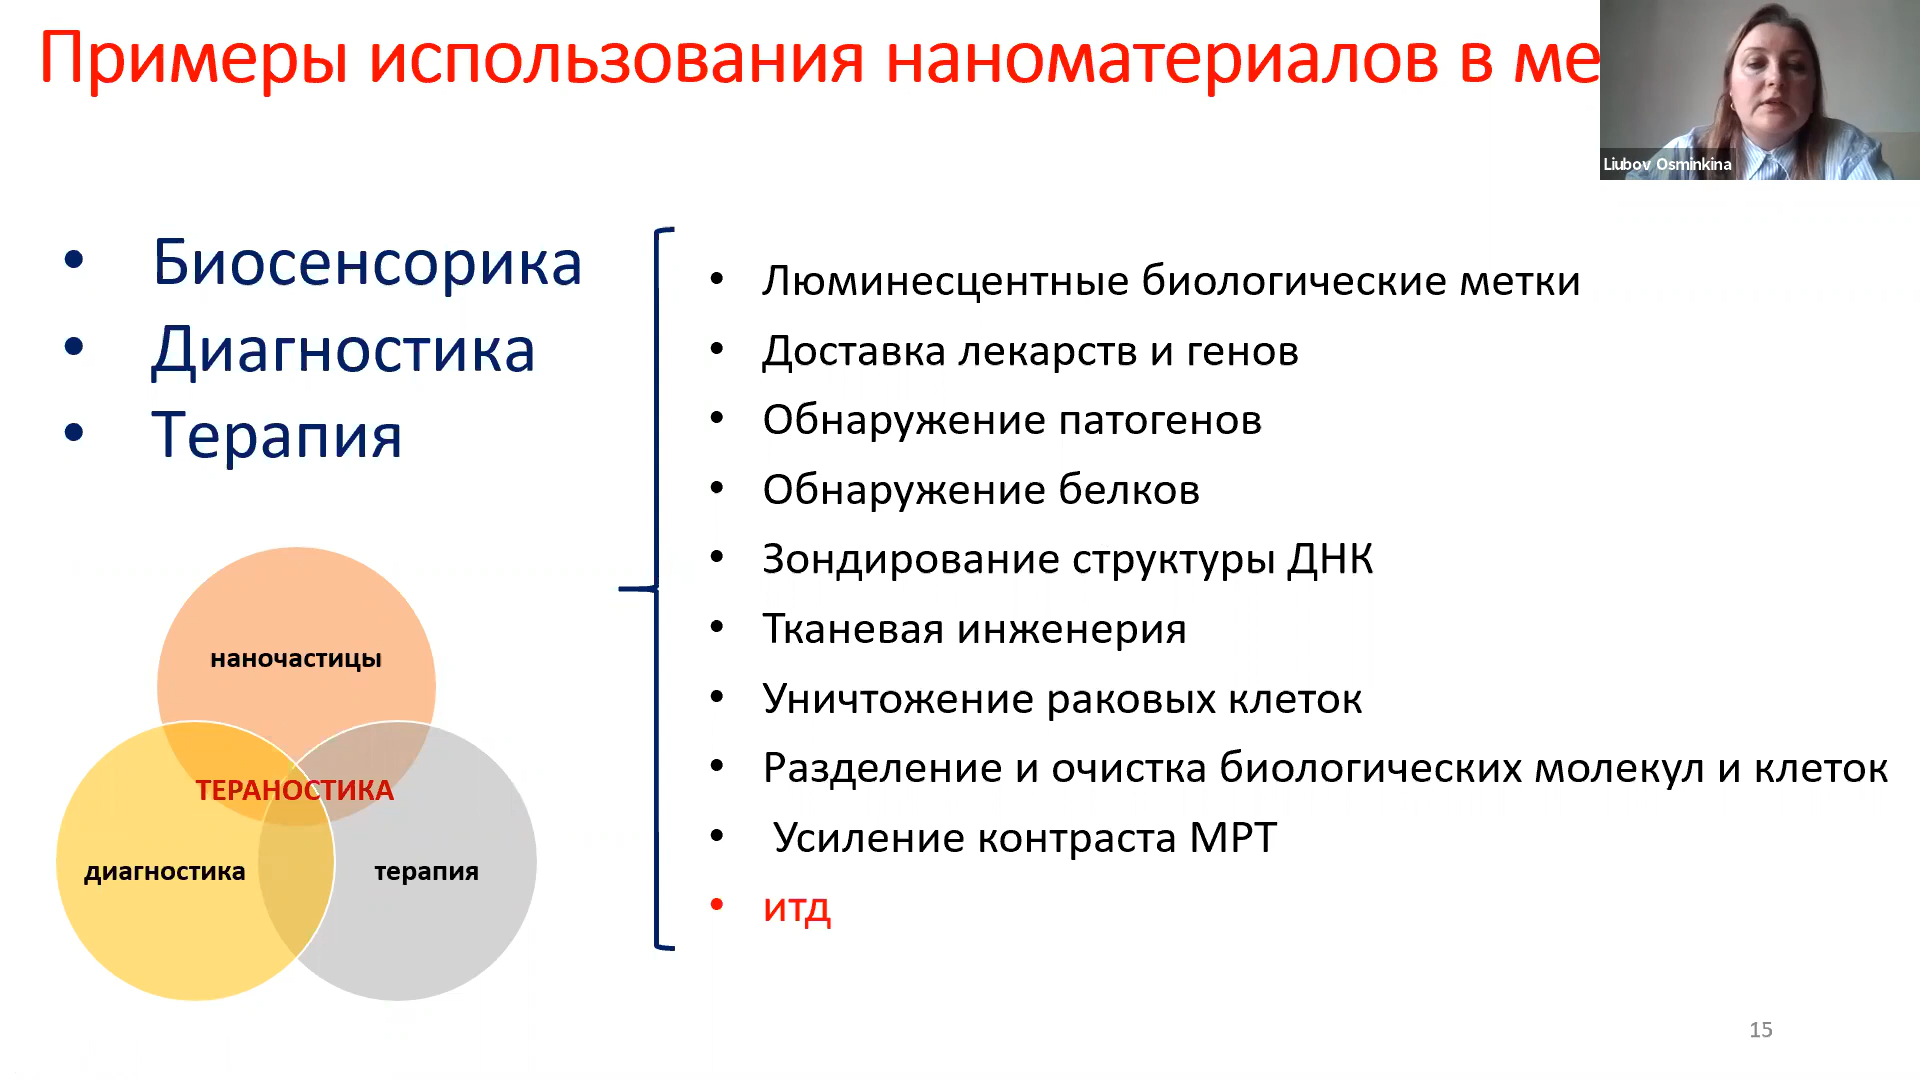 Примеры использования наноматериалов в ме
Liubov Osminkina
• Биосенсорика
• Диагностика
• Терапия
наночастицы
ТЕРАНОСТИКА
диагностика
терапия
• Люминесцентные биологические метки
• Доставка лекарств и генов
• Обнаружение патогенов
• Обнаружение белков
• Зондирование структуры ДНК
• Тканевая инженерия
• Уничтожение раковых клеток
• Разделение и очистка биологических молекул и клеток
• Усиление контраста МРТ
• итд
15